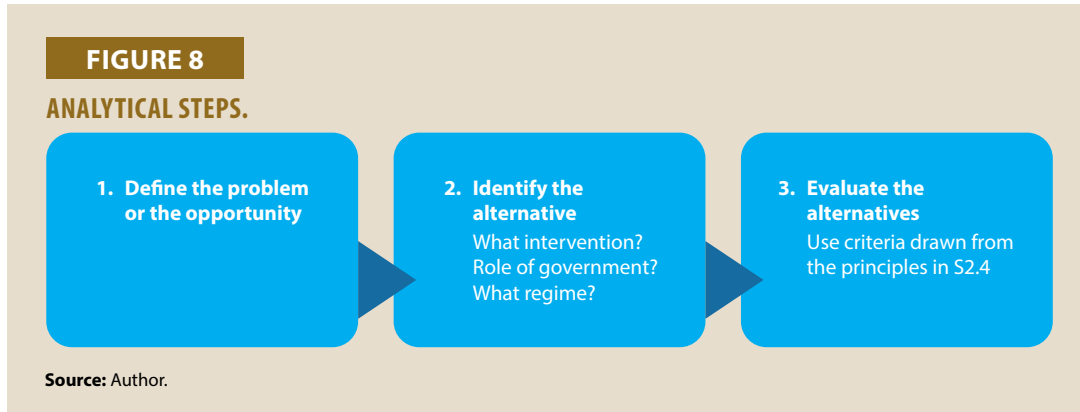 FIGURE 8
ANALYTICAL STEPS.
1. Define the problem
or the opportunity
2. Identify the
alternative
What intervention?
Role of government?
What regime?
3. Evaluate the
alternatives
Use criteria drawn from
the principles in S2.4
Source: Author.